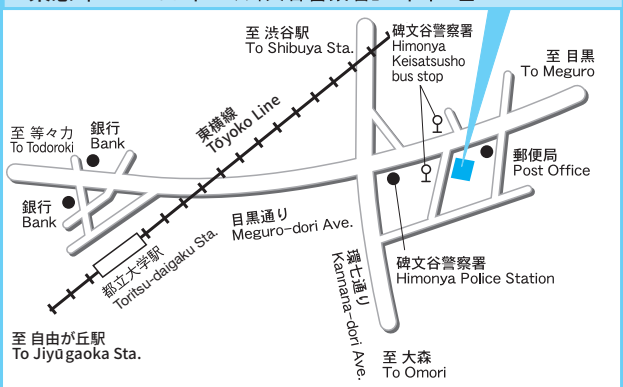 至 渋谷駅
To Shibuya Sta.
碑文谷警察署
Himonya
Keisatsusho
bus stop
至 目黒
To Meguro
東横線
Tōyoko Line
至 等々力
To Todoroki
銀行
Bank
郵便局
Post Office
銀行
Bank
目黒通り
Meguro-dori Ave.
都立大学駅
Toritsu-daigaku Sta.
環七通り
Kannana-dori Ave.
碑文谷警察署
Himonya Police Station
至 自由が丘駅
To Jiyūgaoka Sta.
至 大森
To Omori